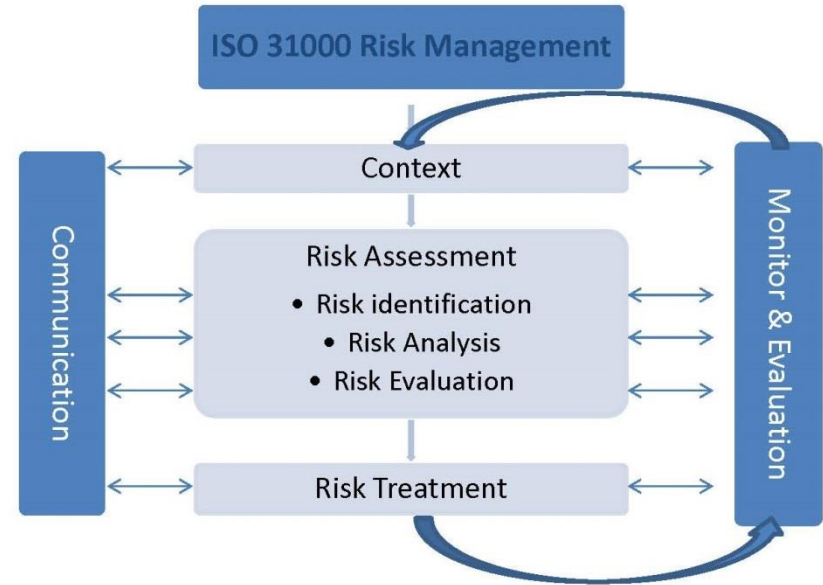 ISO 31000 Risk Management
Context
Communication
Risk Assessment
• Risk identification
• Risk Analysis
• Risk Evaluation
Monitor & Evaluation
Risk Treatment